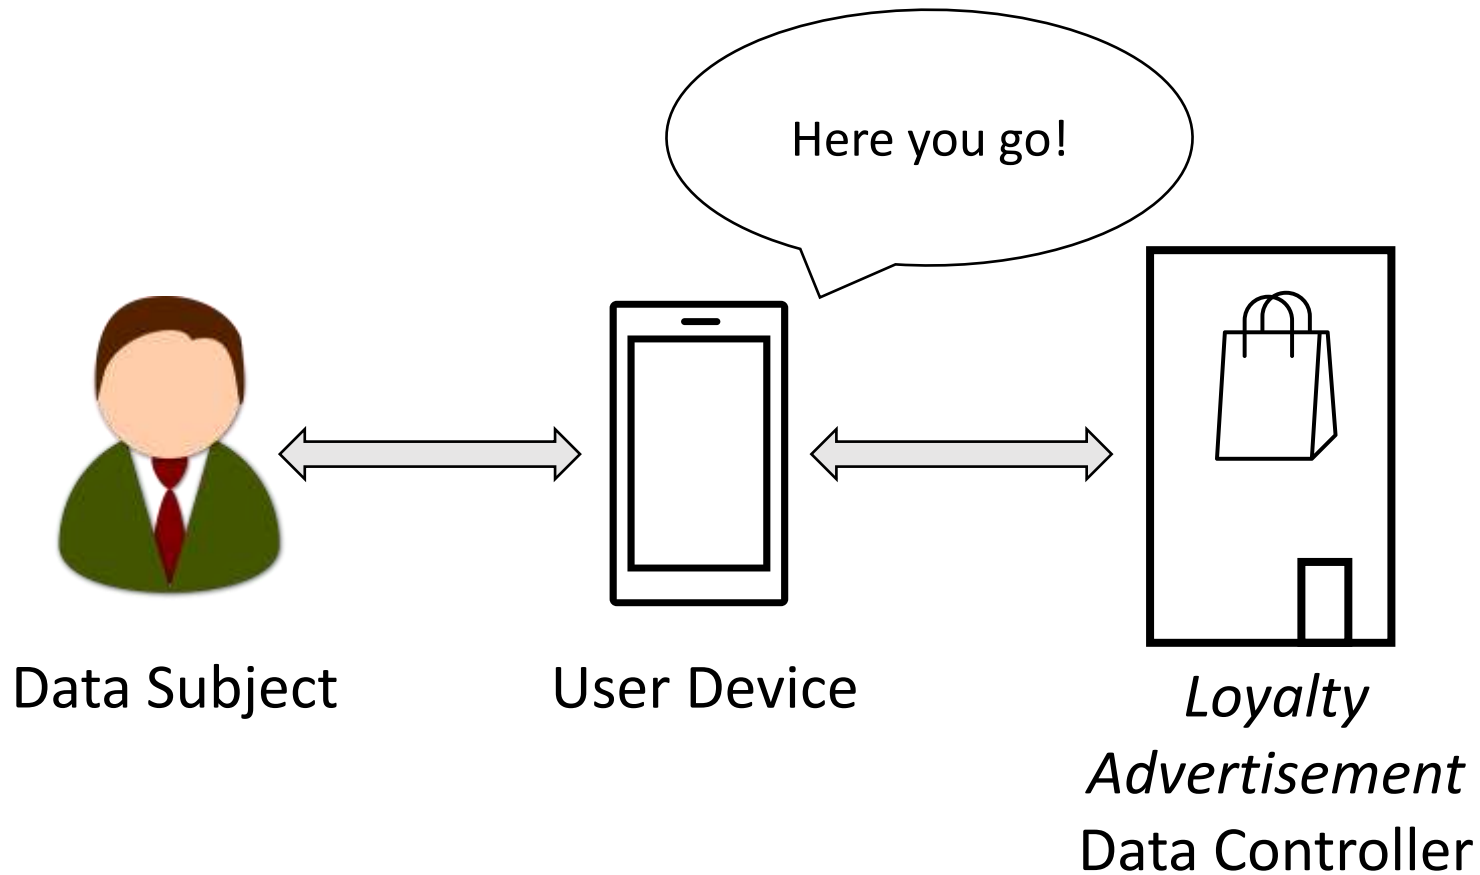 Here you go!
Data Subject
User Device
Loyalty
Advertisement
Data Controller